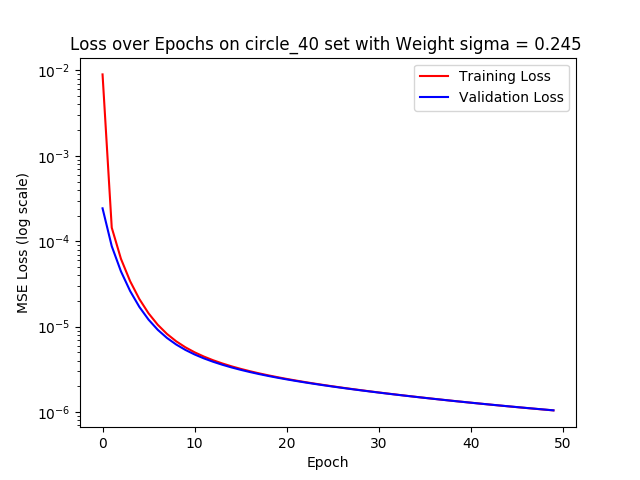 Loss over Epochs on circle_40 set with Weight sigma = 0.245
Training Loss
Validation Loss
MSE Loss (log scale)
10⁻²
10⁻³
10⁻⁴
10⁻⁵
10⁻⁶
0 10 20 30 40 50
Epoch